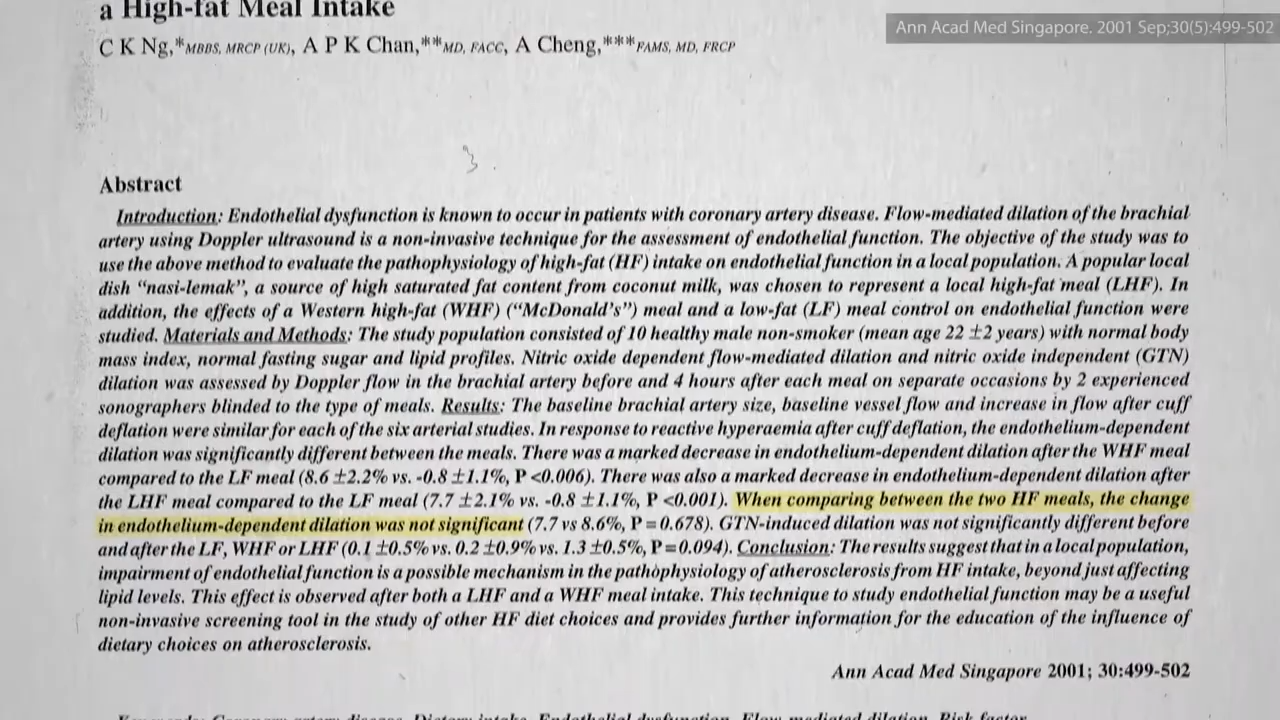 a High-fat Meal Intake
Ann Acad Med Singapore. 2001 Sep;30(5):499-502
C K Ng,*MBBS, MRCP (UK), A P K Chan,**MD, FACC, A Cheng,***FAMS, MD, FRCP
Abstract
Introduction: Endothelial dysfunction is known to occur in patients with coronary artery disease. Flow-mediated dilation of the brachial
artery using Doppler ultrasound is a non-invasive technique for the assessment of endothelial function. The objective of the study was to
use the above method to evaluate the pathophysiology of high-fat (HF) intake on endothelial function in a local population. A popular local
dish “nasi-lemak”, a source of high saturated fat content from coconut milk, was chosen to represent a local high-fat meal (LHF). In
addition, the effects of a Western high-fat (WHF) (“McDonald's”) meal and a low-fat (LF) meal control on endothelial function were
studied. Materials and Methods: The study population consisted of 10 healthy male non-smoker (mean age 22 ±2 years) with normal body
mass index, normal fasting sugar and lipid profiles. Nitric oxide dependent flow-mediated dilation and nitric oxide independent (GTN)
dilation was assessed by Doppler flow in the brachial artery before and 4 hours after each meal on separate occasions by 2 experienced
sonographers blinded to the type of meals. Results: The baseline brachial artery size, baseline vessel flow and increase in flow after cuff
deflation were similar for each of the six arterial studies. In response to reactive hyperaemia after cuff deflation, the endothelium-dependent
dilation was significantly different between the meals. There was a marked decrease in endothelium-dependent dilation after the WHF meal
compared to the LF meal (8.6 ±2.2% vs. -0.8 ±1.1%, P <0.006). There was also a marked decrease in endothelium-dependent dilation after
the LHF meal compared to the LF meal (7.7 ±2.1% vs. -0.8 ±1.1%, P <0.001). When comparing between the two HF meals, the change
in endothelium-dependent dilation was not significant (7.7 vs 8.6%, P = 0.678). GTN-induced dilation was not significantly different before
and after the LF, WHF or LHF (0.1 ±0.5% vs. 0.2 ±0.9% vs. 1.3 ±0.5%, P = 0.094). Conclusion: The results suggest that in a local population,
impairment of endothelial function is a possible mechanism in the pathophysiology of atherosclerosis from HF intake, beyond just affecting
lipid levels. This effect is observed after both a LHF and a WHF meal intake. This technique to study endothelial function may be a useful
non-invasive screening tool in the study of other HF diet choices and provides further information for the education of the influence of
dietary choices on atherosclerosis.
Ann Acad Med Singapore 2001; 30:499-502
Key words: Coronary artery disease, Dietary intake, Endothelial dysfunction, Flow mediated dilation, Risk factor